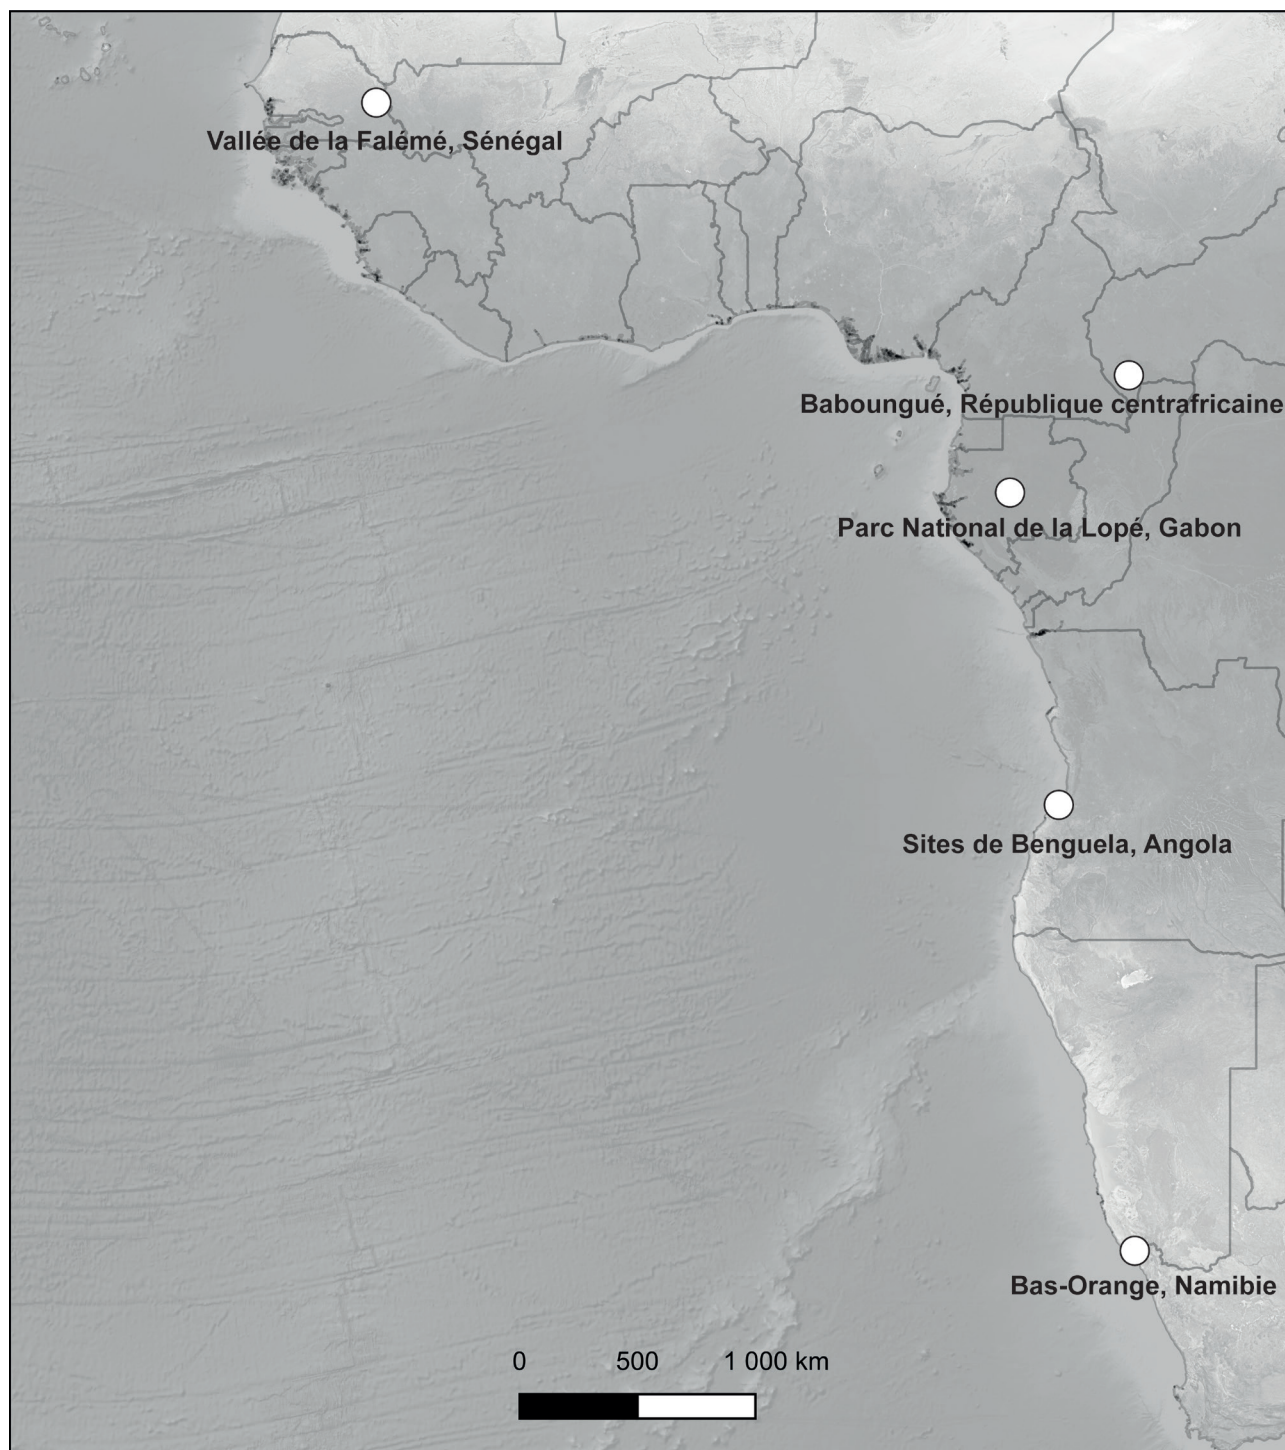 Vallée de la Falémé, Sénégal
Baboungué, République centrafricaine
Parc National de la Lopé, Gabon
Sites de Benguela, Angola
Bas-Orange, Namibie
0 500 1 000 km